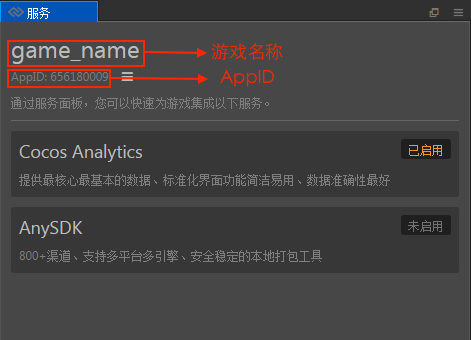 服务
game_name 游戏名称
AppID: 656180009 AppID
通过服务面板，您可以快速为游戏集成以下服务。
Cocos Analytics 已启用
提供最核心最基本的数据、标准化界面功能简洁易用、数据准确性最好
AnySDK 未启用
800+渠道、支持多平台多引擎、安全稳定的本地打包工具